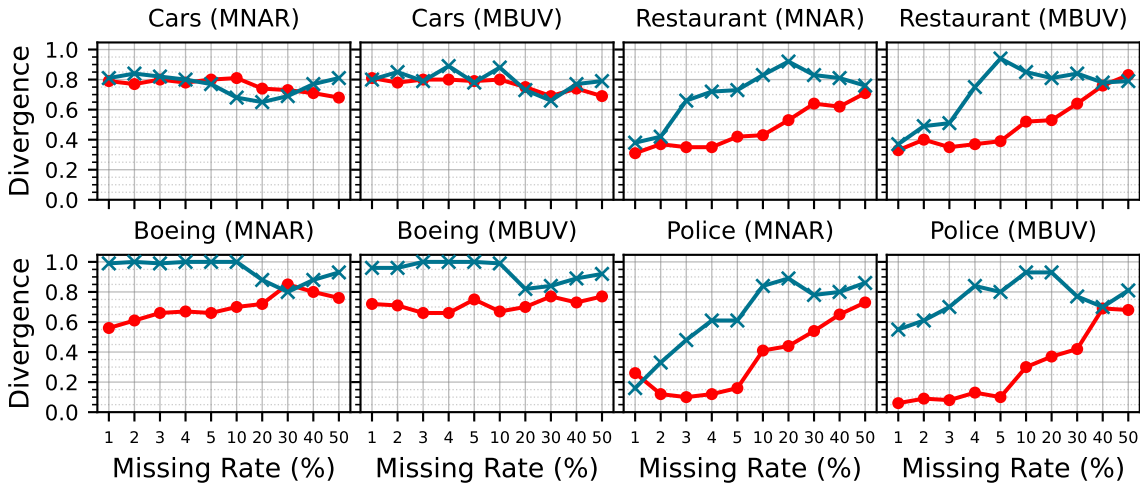 Cars (MNAR) Cars (MBUV) Restaurant (MNAR) Restaurant (MBUV)
Divergence
1.0
0.8
0.6
0.4
0.2
0.0
Boeing (MNAR) Boeing (MBUV) Police (MNAR) Police (MBUV)
Divergence
1.0
0.8
0.6
0.4
0.2
0.0
1 2 3 4 5 10 20 30 40 50 1 2 3 4 5 10 20 30 40 50 1 2 3 4 5 10 20 30 40 50 1 2 3 4 5 10 20 30 40 50
Missing Rate (%) Missing Rate (%) Missing Rate (%) Missing Rate (%)